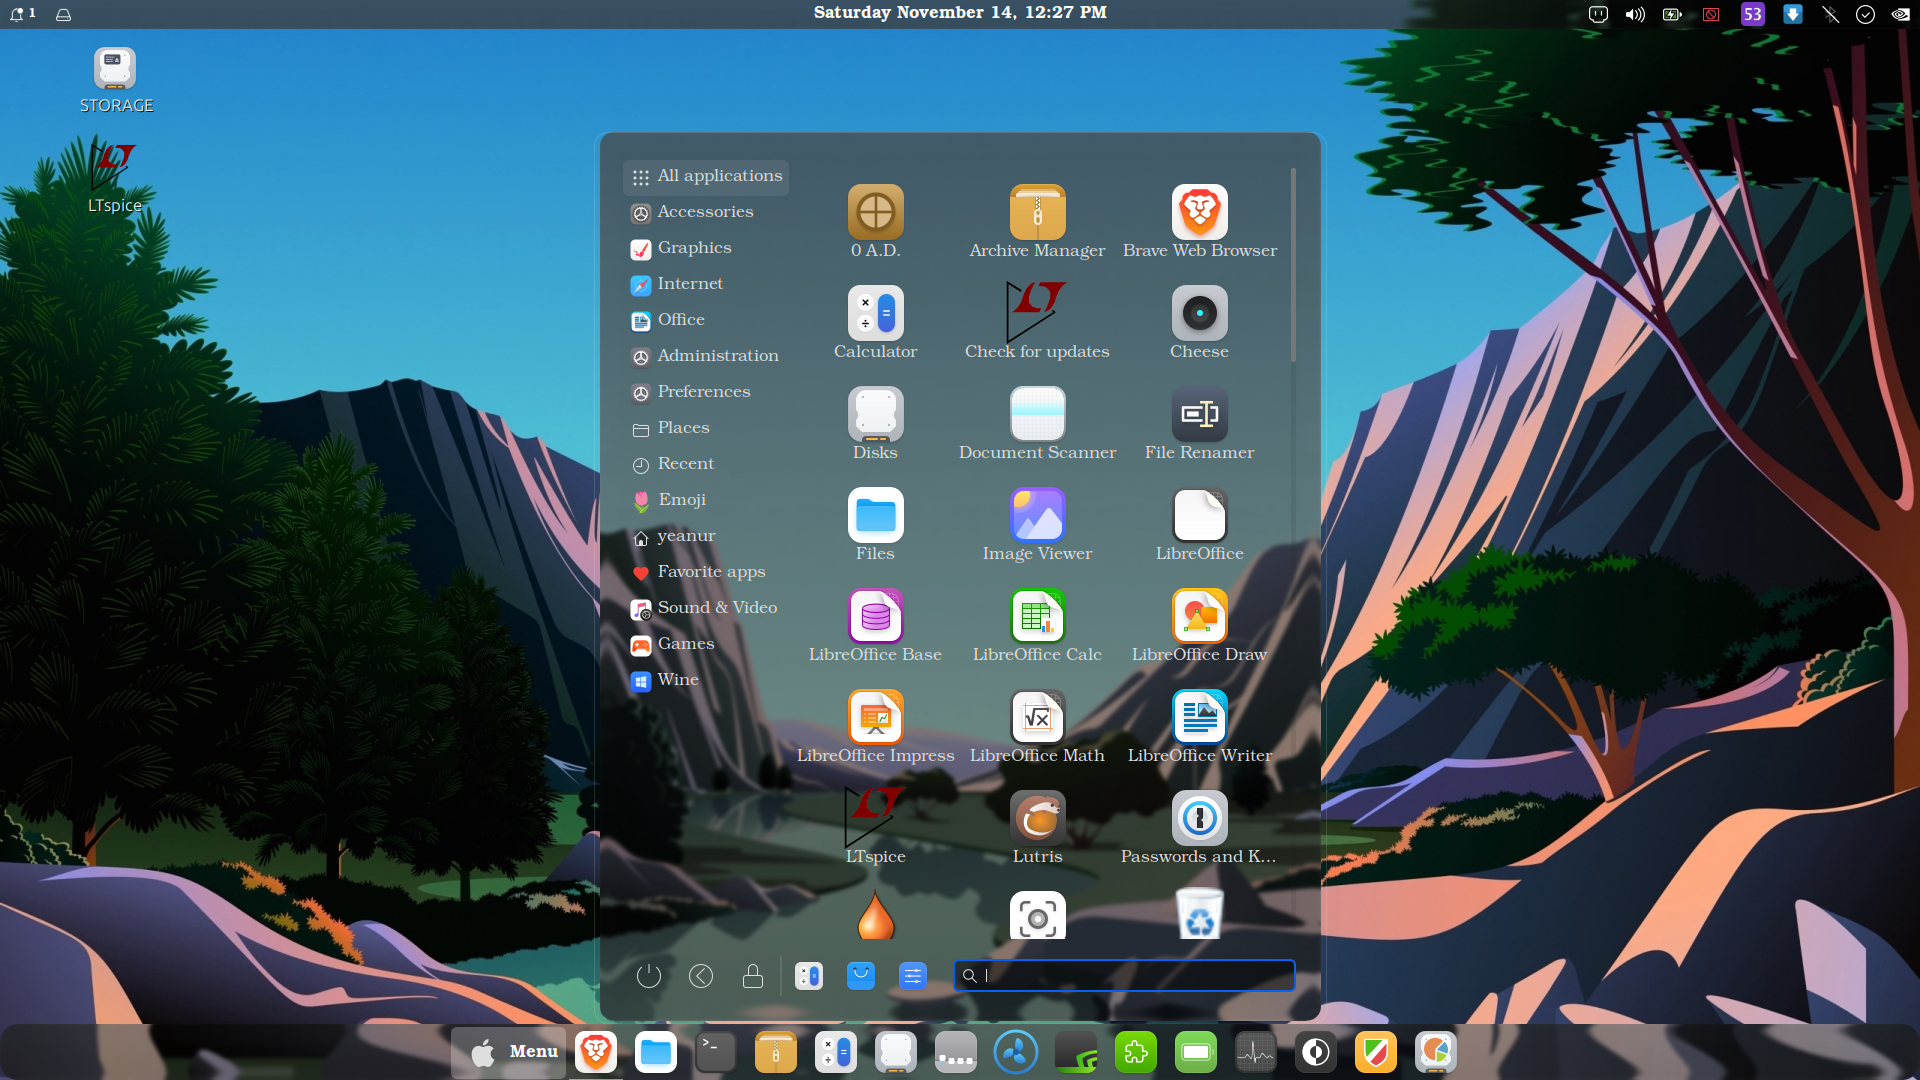 1
Saturday November 14, 12:27 PM
53
STORAGE
LTspice
All applications
Accessories
Graphics
Internet
Office
Administration
Preferences
Places
Recent
Emoji
yeanur
Favorite apps
Sound & Video
Games
Wine
0 A.D.
Archive Manager
Brave Web Browser
Calculator
Check for updates
Cheese
Disks
Document Scanner
File Renamer
Files
Image Viewer
LibreOffice
LibreOffice Base
LibreOffice Calc
LibreOffice Draw
LibreOffice Impress
LibreOffice Math
LibreOffice Writer
LTspice
Lutris
Passwords and K...
Menu